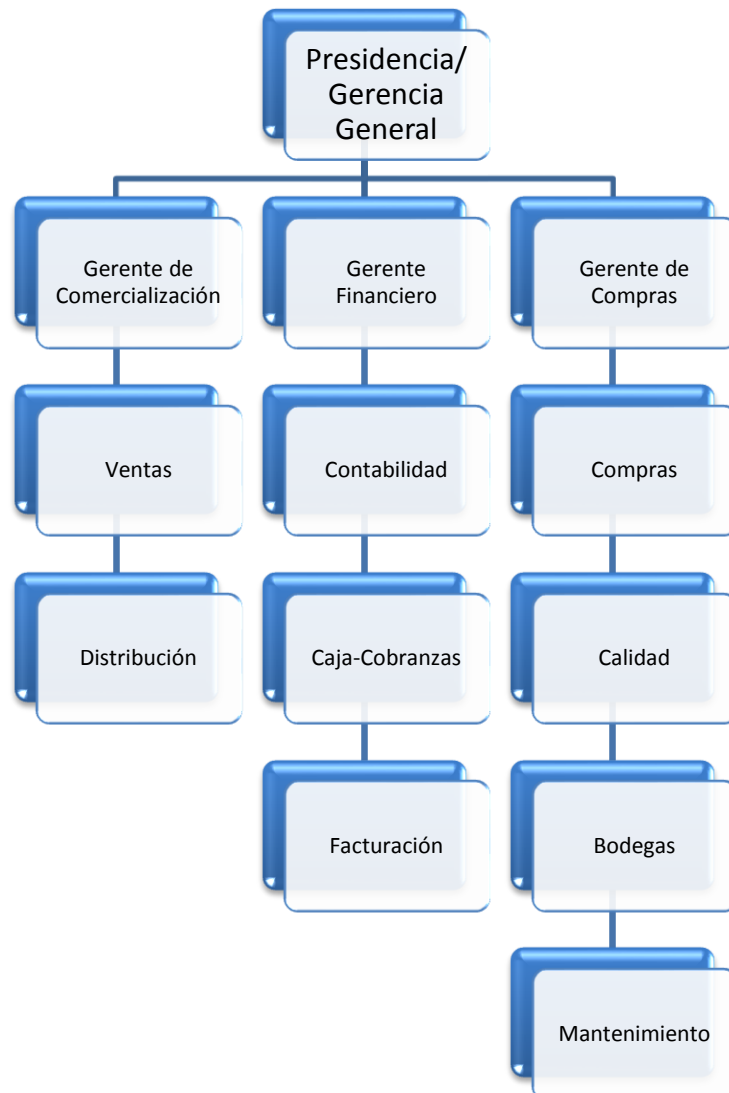 Presidencia/
Gerencia
General
Gerente de
Comercialización
Gerente
Financiero
Gerente de
Compras
Ventas
Contabilidad
Compras
Distribución
Caja-Cobranzas
Calidad
Facturación
Bodegas
Mantenimiento